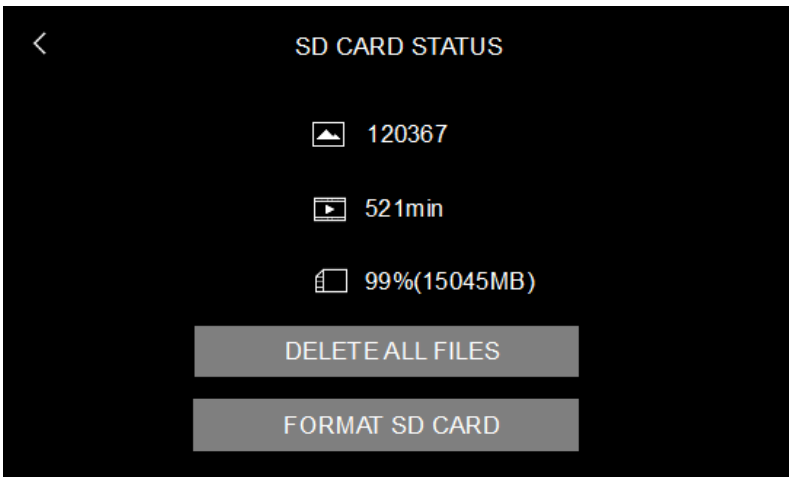 SD CARD STATUS
120367
521min
99%(15045MB)
DELETE ALL FILES
FORMAT SD CARD